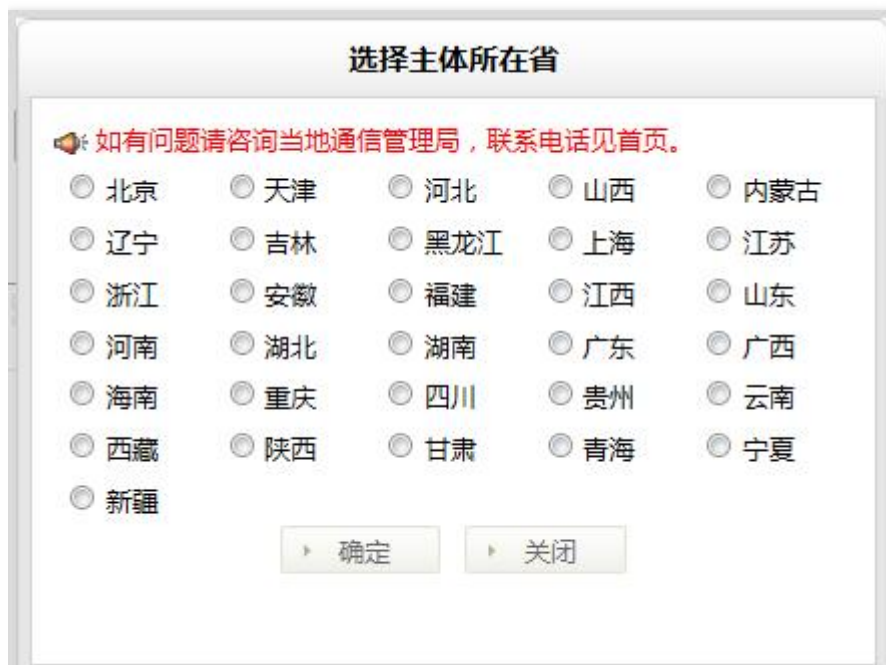 选择主体所在省
如有问题请咨询当地通信管理局，联系电话见首页。
北京 天津 河北 山西 内蒙古
辽宁 吉林 黑龙江 上海 江苏
浙江 安徽 福建 江西 山东
河南 湖北 湖南 广东 广西
海南 重庆 四川 贵州 云南
西藏 陕西 甘肃 青海 宁夏
新疆
确定 关闭